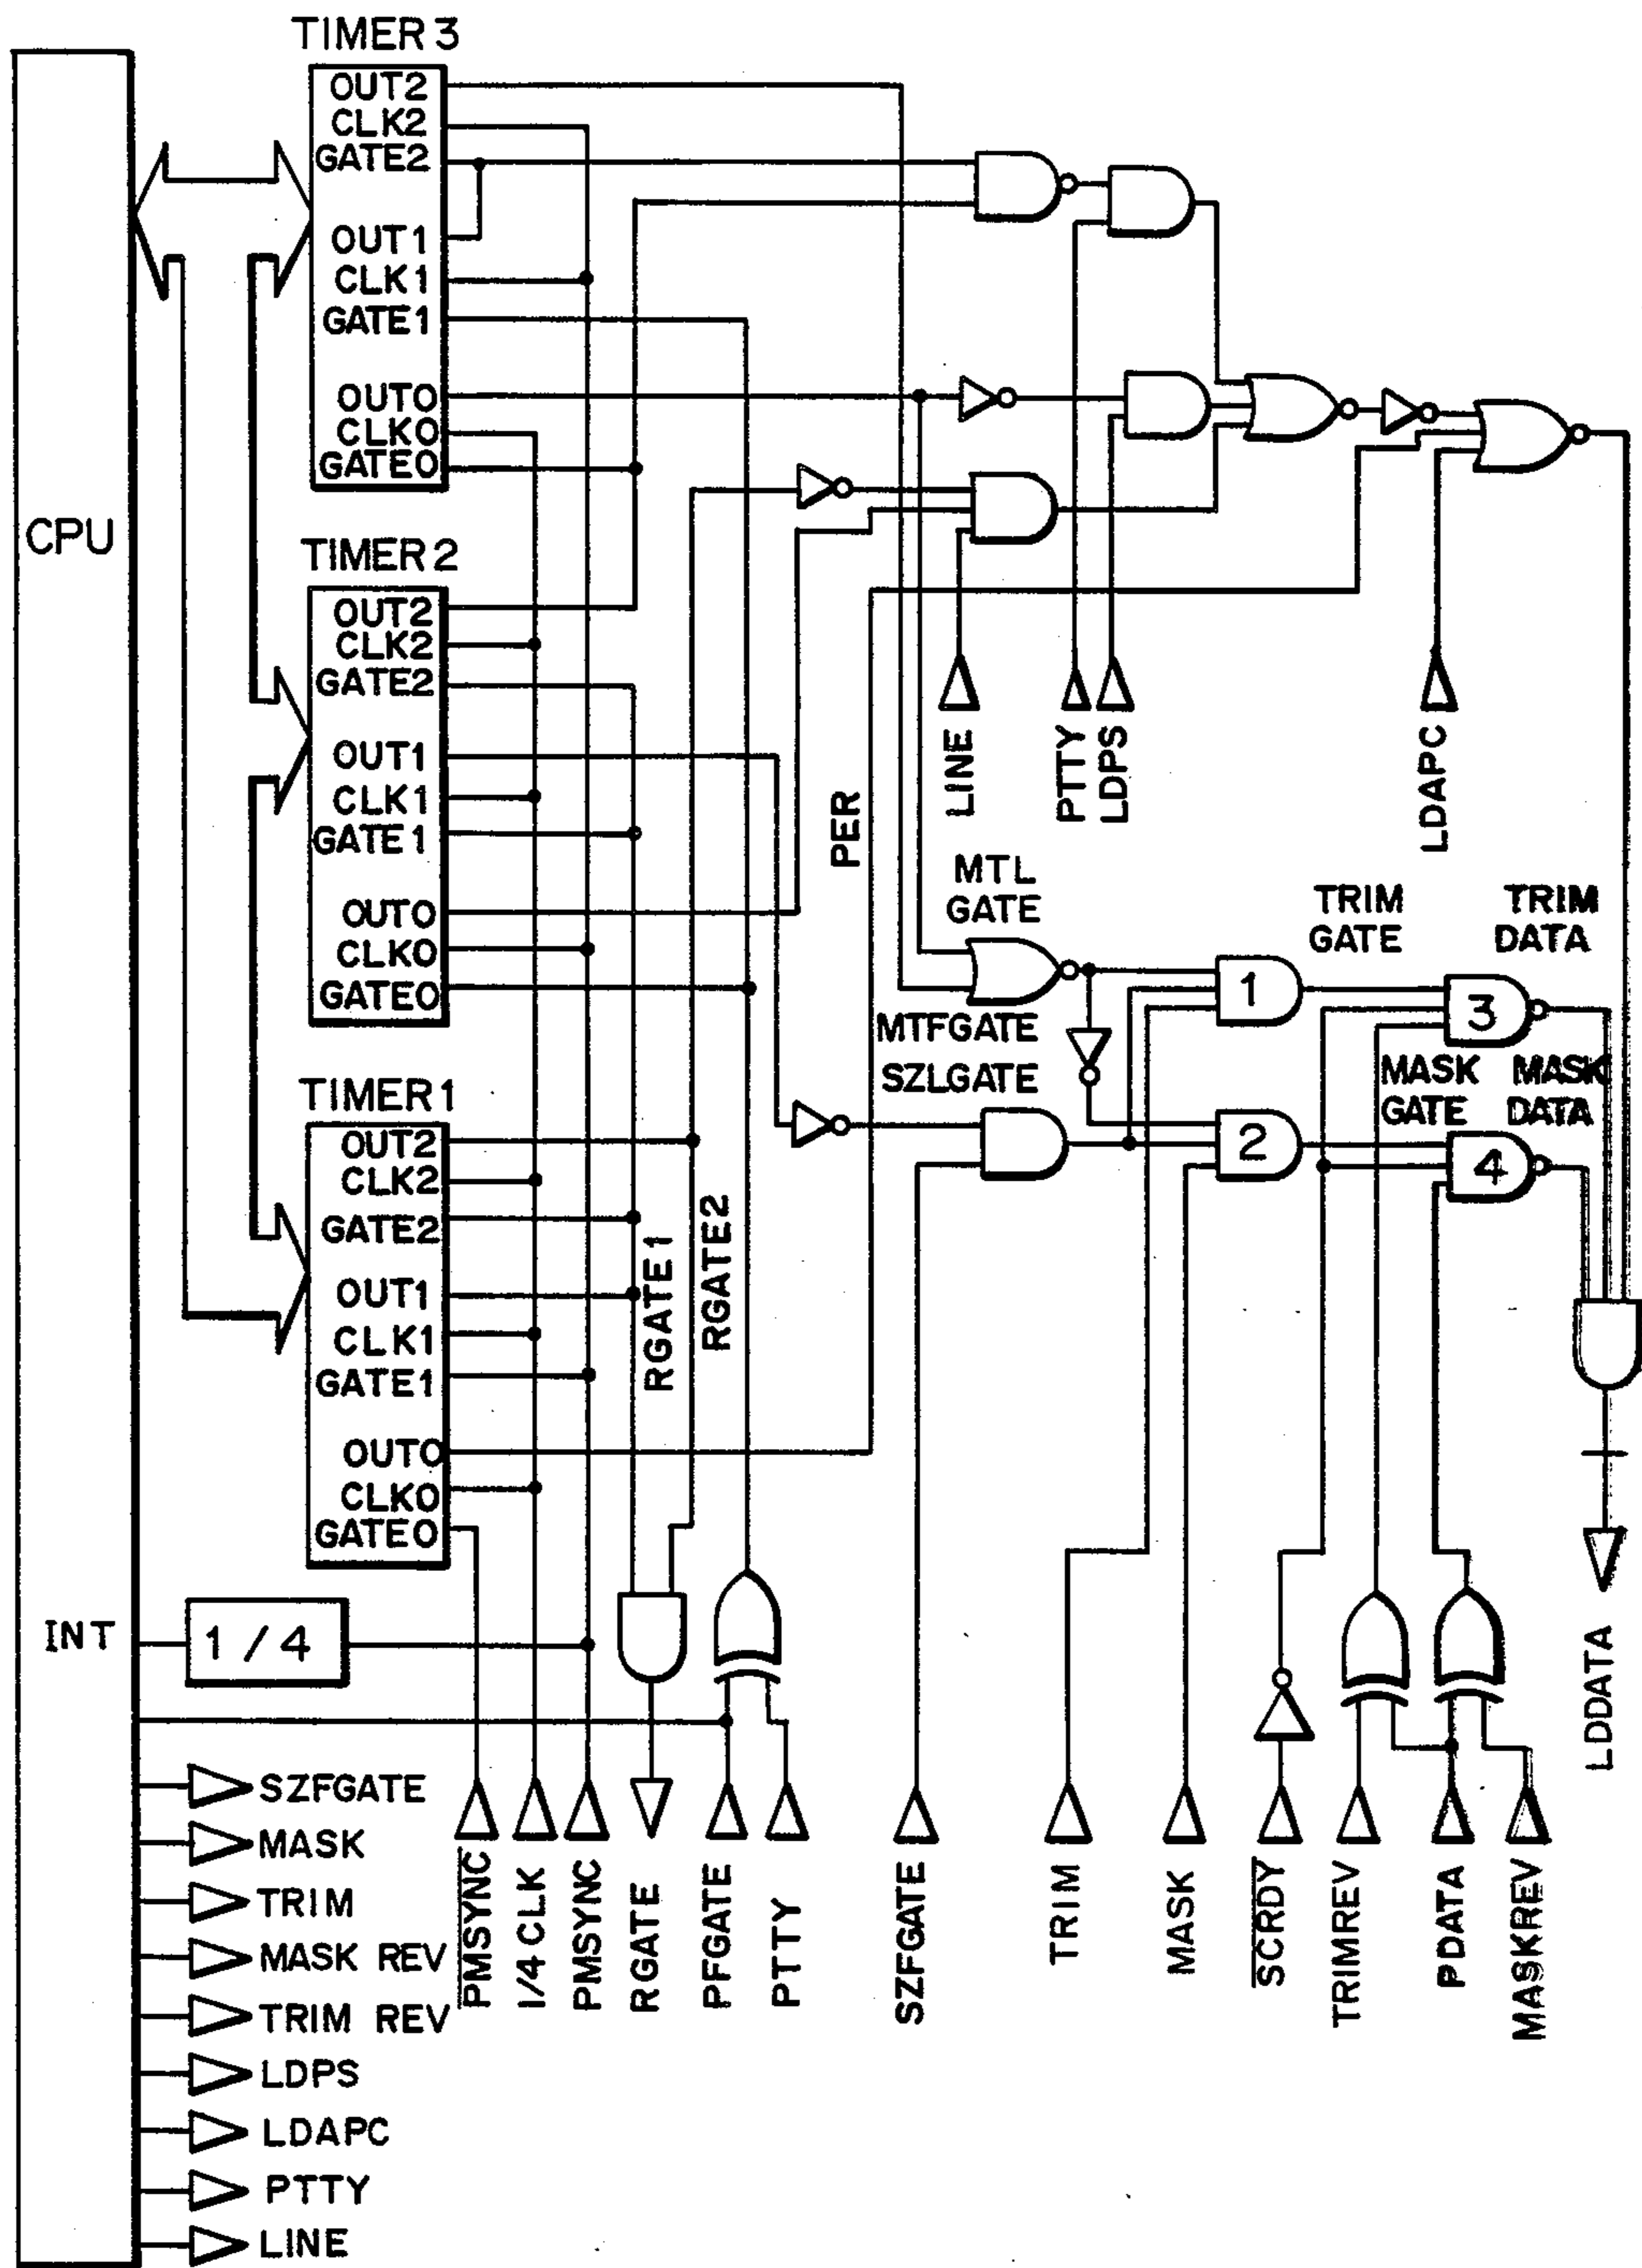 TIMER 3
OUT2
CLK2
GATE2
OUT1
CLK1
GATE1
OUT0
CLK0
GATE0
CPU
TIMER 2
OUT2
CLK2
GATE2
OUT1
CLK1
GATE1
OUT0
CLK0
GATE0
TIMER 1
OUT2
CLK2
GATE2
OUT1
CLK1
GATE1
OUT0
CLK0
GATE0
INT
1/4
SZFGATE
MASK
TRIM
MASK REV
TRIM REV
LDPS
LDAPC
PTTY
LINE
LINE
PTTY
LDPS
LDAPC
PER
MTL
GATE
TRIM
GATE
TRIM
DATA
1
3
MTFGATE
SZLGATE
MASK
GATE
MASK
DATA
2
4
RGATE1
RGATE2
PMSYNC
1/4 CLK
PMSYNC
RGATE
PFGATE
PTTY
SZFGATE
TRIM
MASK
SCRDY
TRIMREV
PDATA
MASKREV
LDDATA